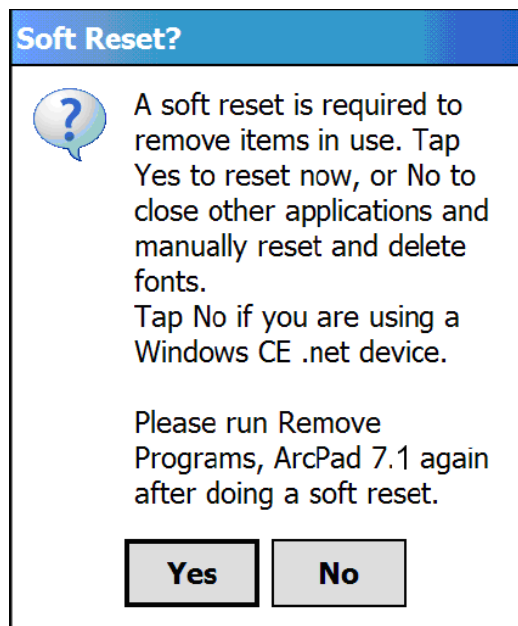 Soft Reset?
?
A soft reset is required to
remove items in use. Tap
Yes to reset now, or No to
close other applications and
manually reset and delete
fonts.
Tap No if you are using a
Windows CE .net device.
Please run Remove
Programs, ArcPad 7.1 again
after doing a soft reset.
Yes No